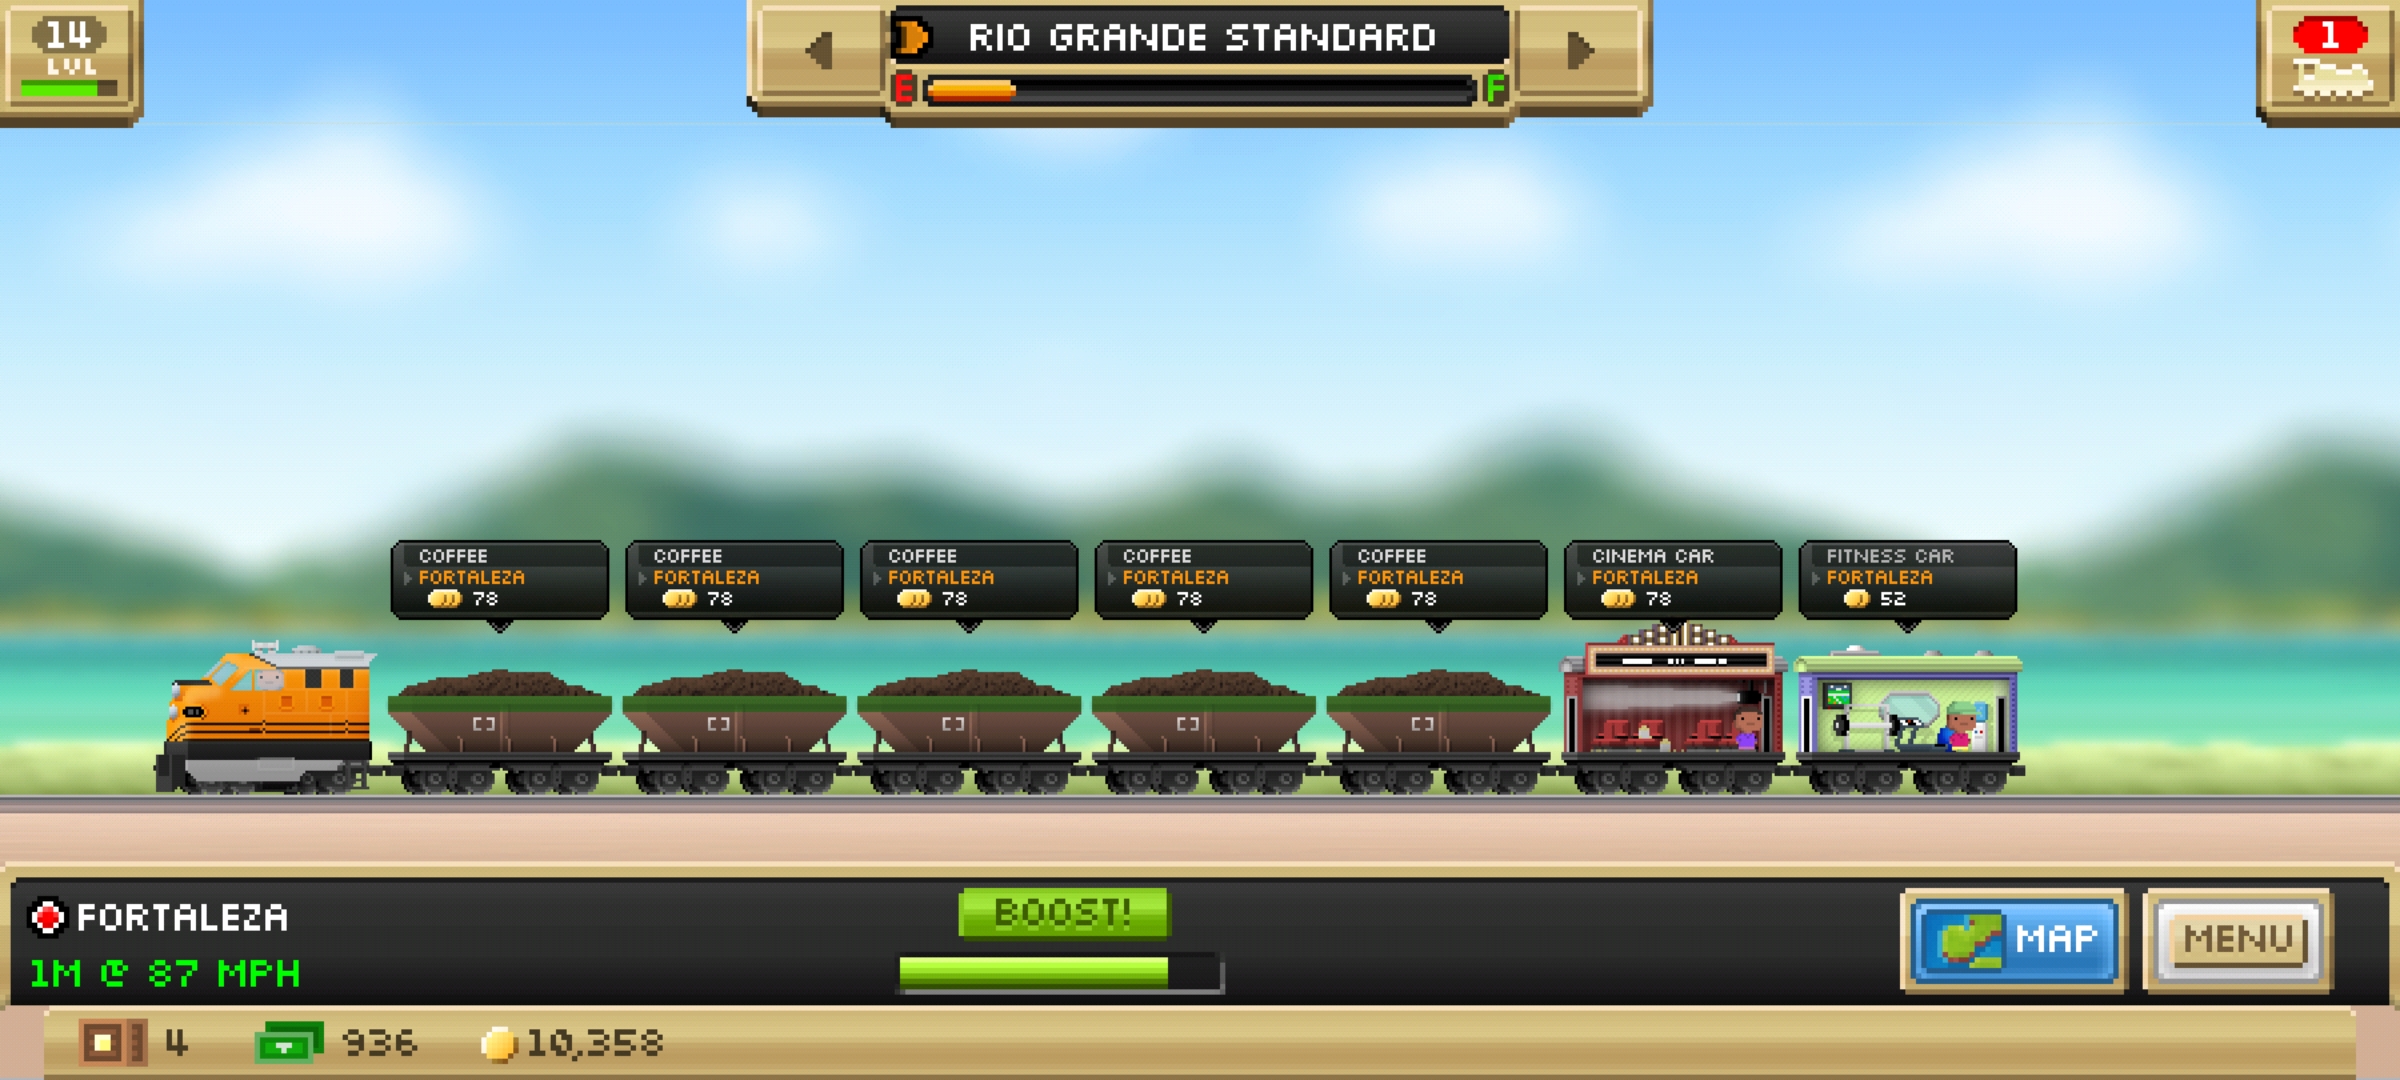 14
LVL
RIO GRANDE STANDARD
E
F
1
COFFEE
FORTALEZA
78
COFFEE
FORTALEZA
78
COFFEE
FORTALEZA
78
COFFEE
FORTALEZA
78
COFFEE
FORTALEZA
78
CINEMA CAR
FORTALEZA
78
FITNESS CAR
FORTALEZA
52
FORTALEZA
1M @ 87 MPH
BOOST!
MAP
MENU
4
936
10,358